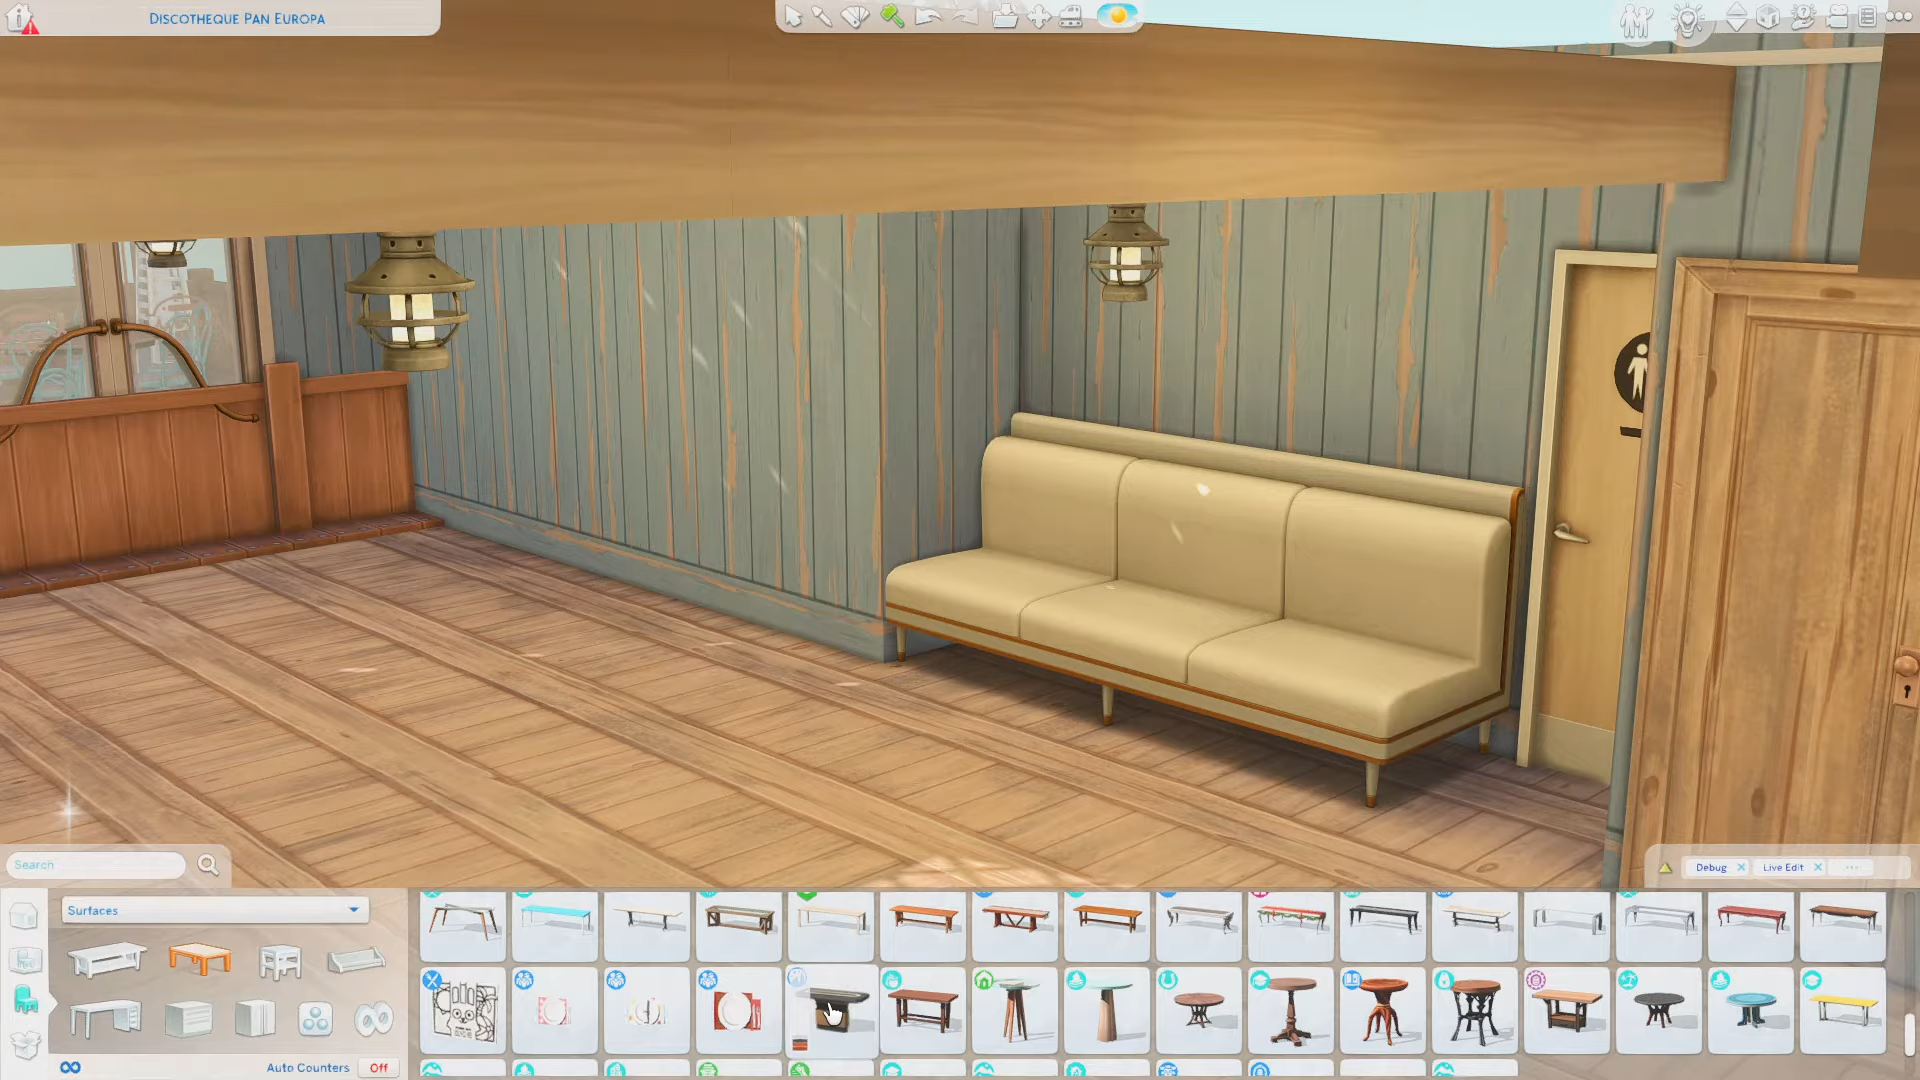 Discotheque Pan Europa
Search
Debug
Live Edit
Surfaces
Auto Counters
Off